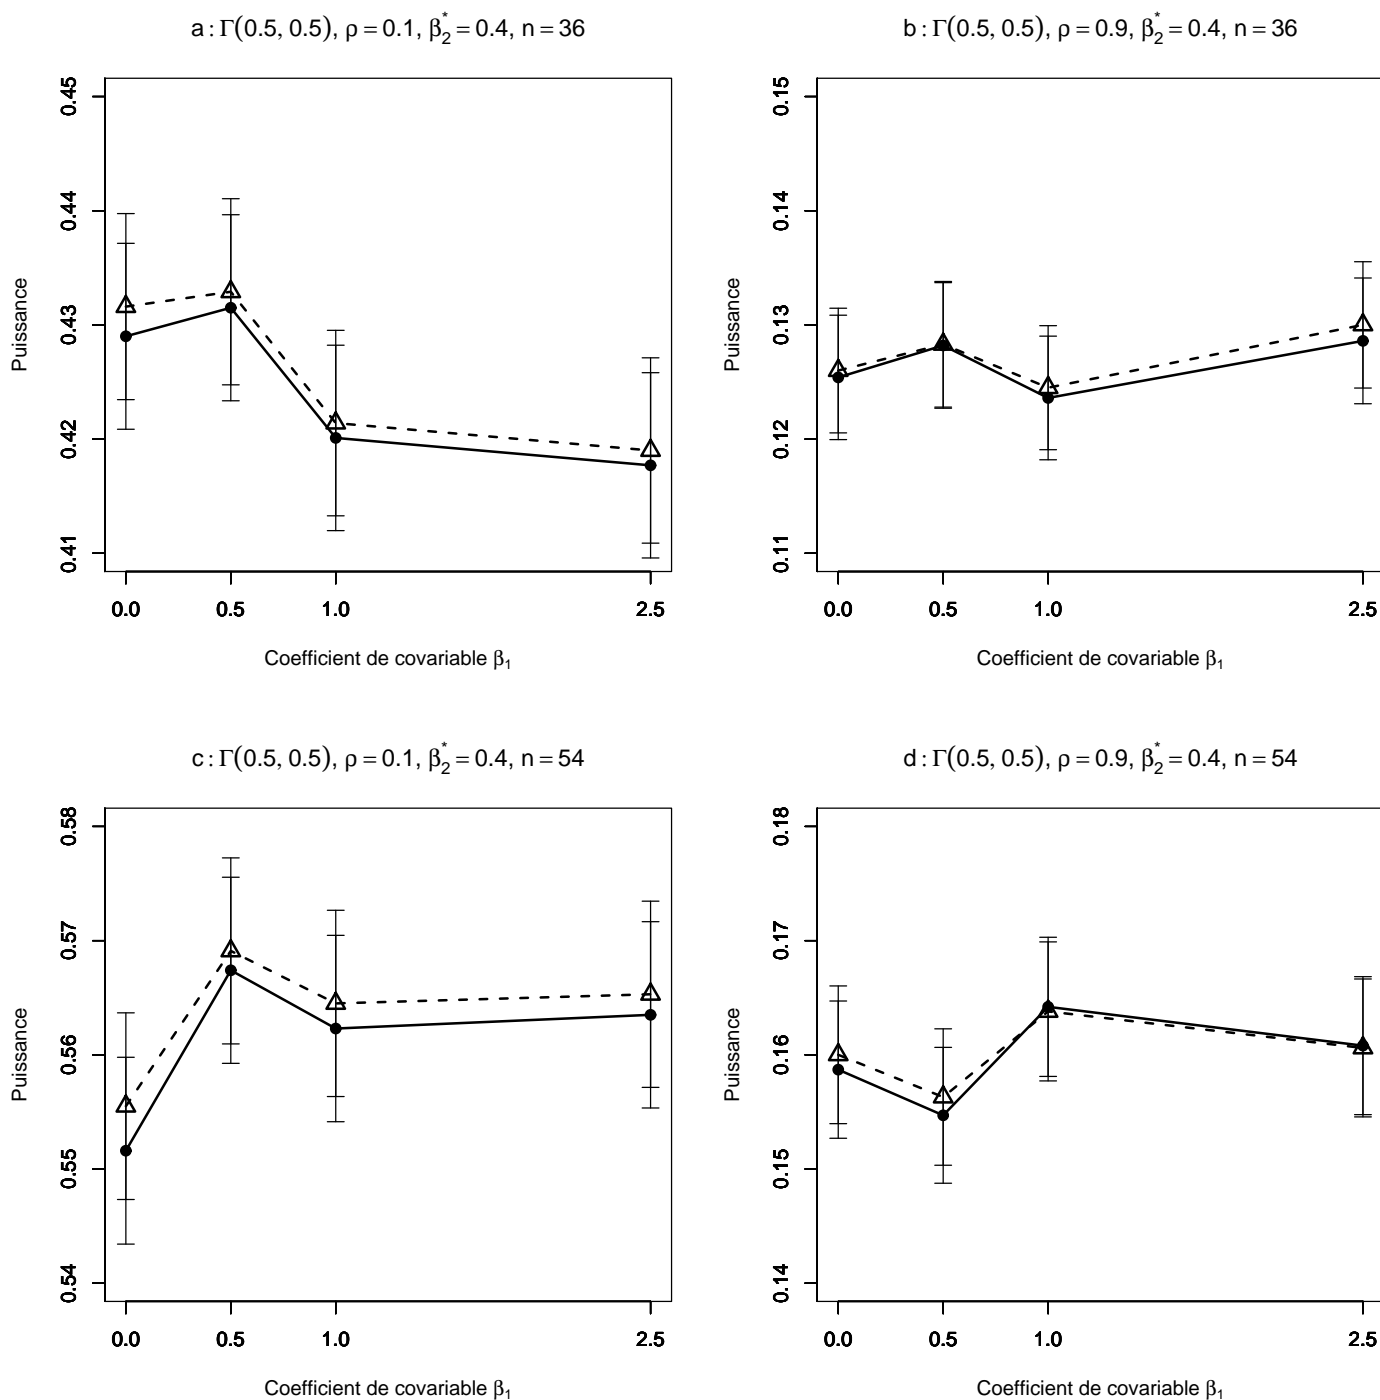 a : Γ(0.5, 0.5), ρ = 0.1, β₂* = 0.4, n = 36
Puissance
0.45
0.44
0.43
0.42
0.41
0.0 0.5 1.0 2.5
Coefficient de covariable β₁
b : Γ(0.5, 0.5), ρ = 0.9, β₂* = 0.4, n = 36
Puissance
0.15
0.14
0.13
0.12
0.11
0.0 0.5 1.0 2.5
Coefficient de covariable β₁
c : Γ(0.5, 0.5), ρ = 0.1, β₂* = 0.4, n = 54
Puissance
0.58
0.57
0.56
0.55
0.54
0.0 0.5 1.0 2.5
Coefficient de covariable β₁
d : Γ(0.5, 0.5), ρ = 0.9, β₂* = 0.4, n = 54
Puissance
0.18
0.17
0.16
0.15
0.14
0.0 0.5 1.0 2.5
Coefficient de covariable β₁